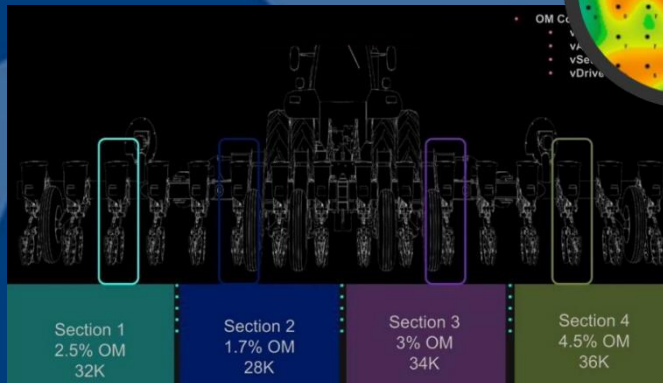 OM
vDrive
Section 1
2.5% OM
32K
Section 2
1.7% OM
28K
Section 3
3% OM
34K
Section 4
4.5% OM
36K